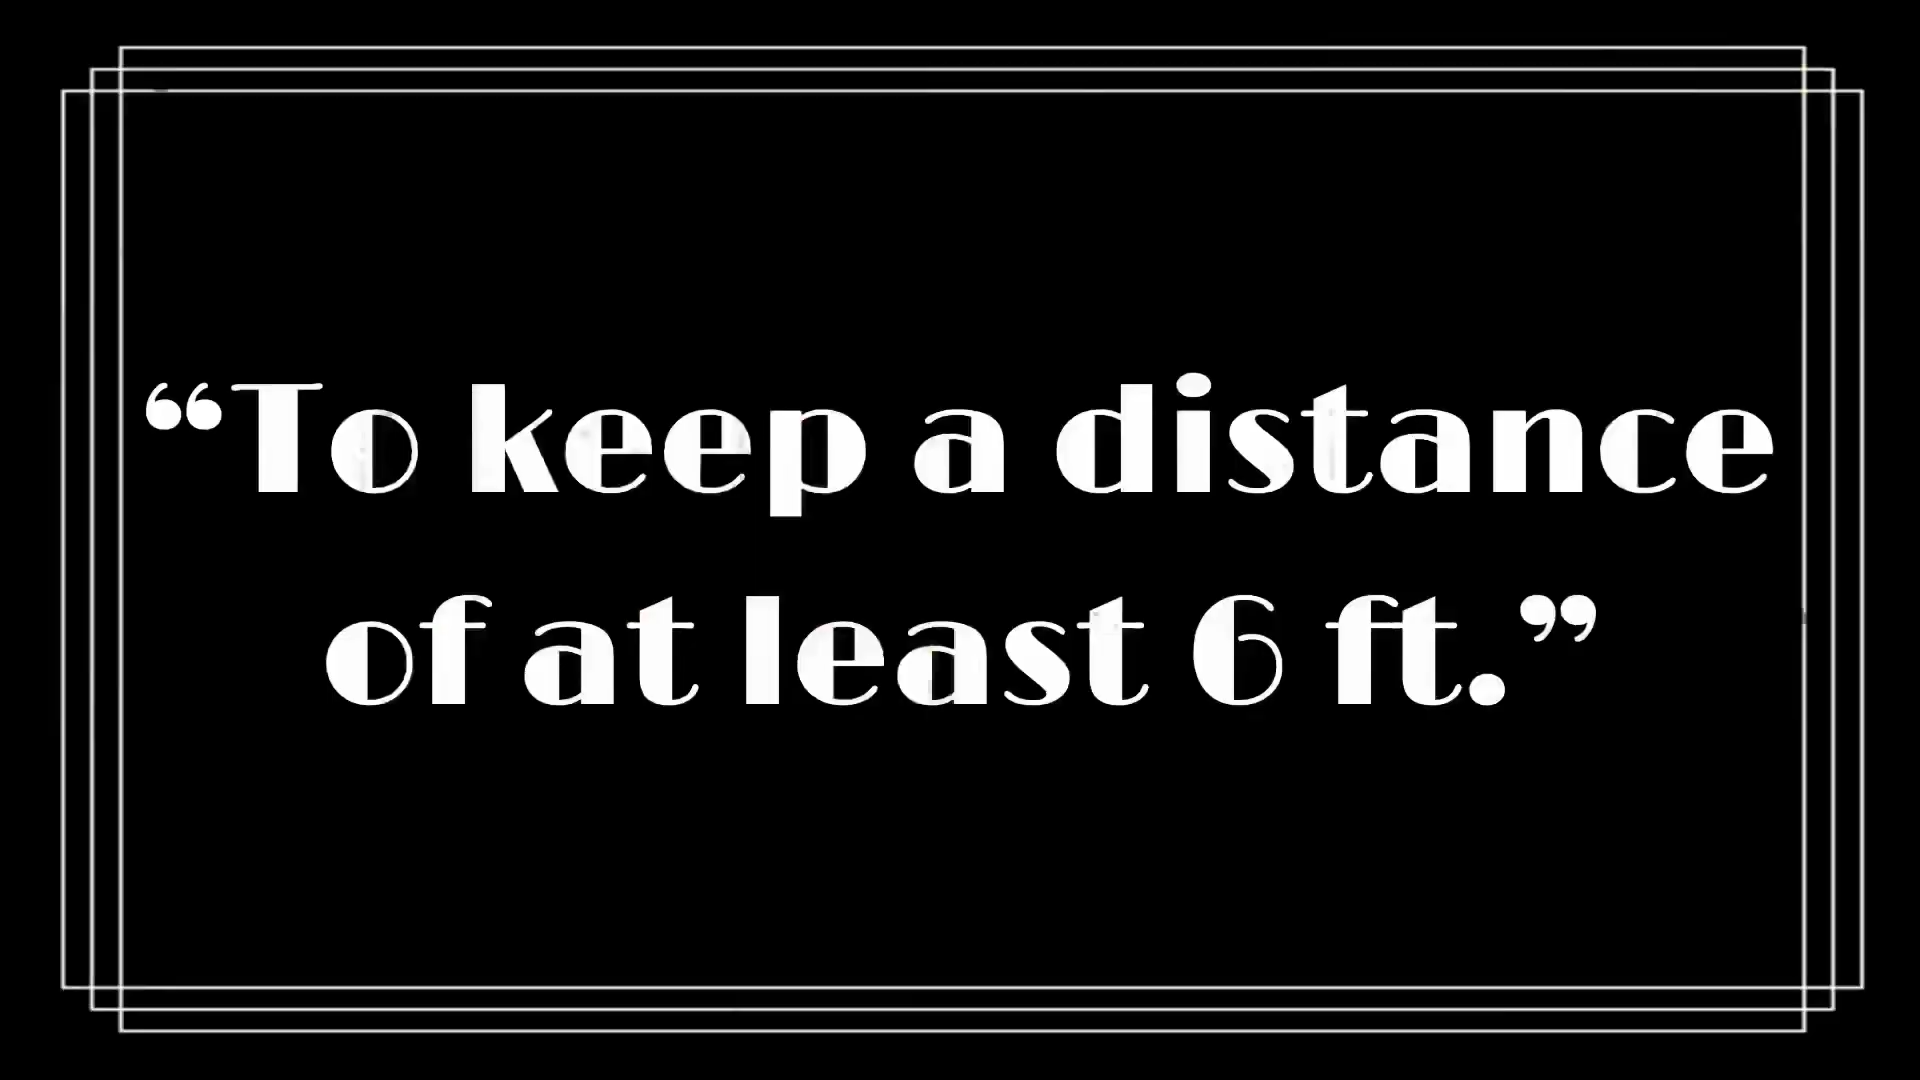 “To keep a distance
of at least 6 ft.”